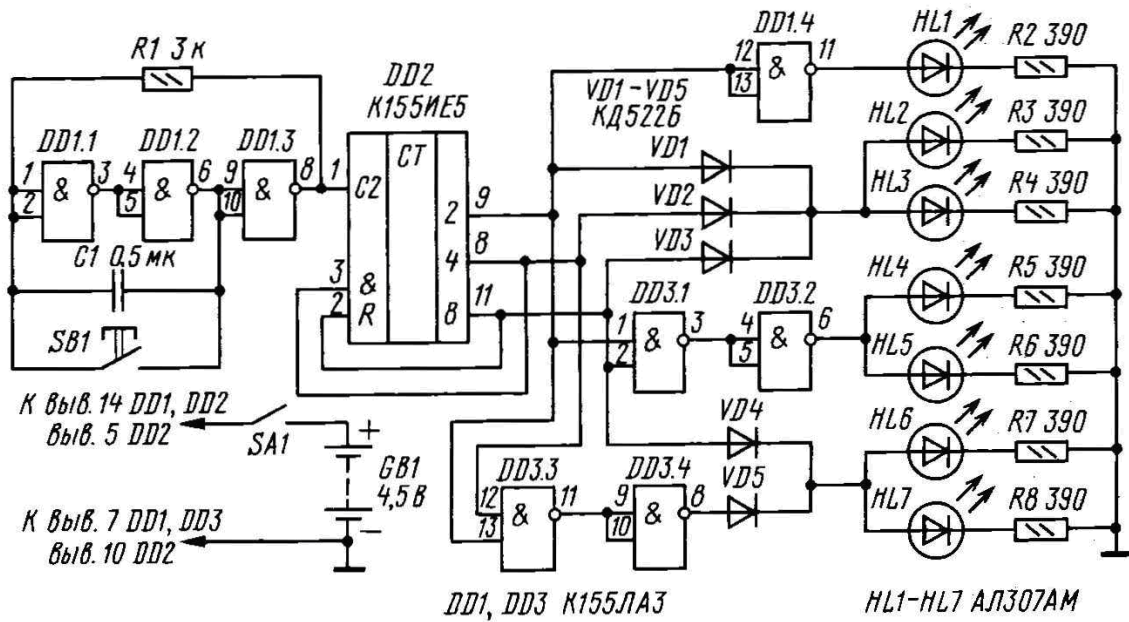 R1 3 к
DD2
К155ИЕ5
DD1.1
DD1.2
DD1.3
1
2
&
3
4
5
&
6
9
10
&
8
1
C2
CT
2
9
4
8
8
11
3
&
2
R
C1 0,5 мк
SB1
К выв. 14 DD1, DD2
выв. 5 DD2
SA1
+
GB1
4,5 В
−
К выв. 7 DD1, DD3
выв. 10 DD2
DD1.4
12
13
&
11
VD1-VD5
КД522Б
VD1
VD2
VD3
DD3.1
1
2
&
3
DD3.2
4
5
&
6
VD4
VD5
DD3.3
12
13
&
11
DD3.4
9
10
&
8
HL1
R2 390
HL2
R3 390
HL3
R4 390
HL4
R5 390
HL5
R6 390
HL6
R7 390
HL7
R8 390
DD1, DD3 К155ЛА3
HL1-HL7 АЛ307АМ